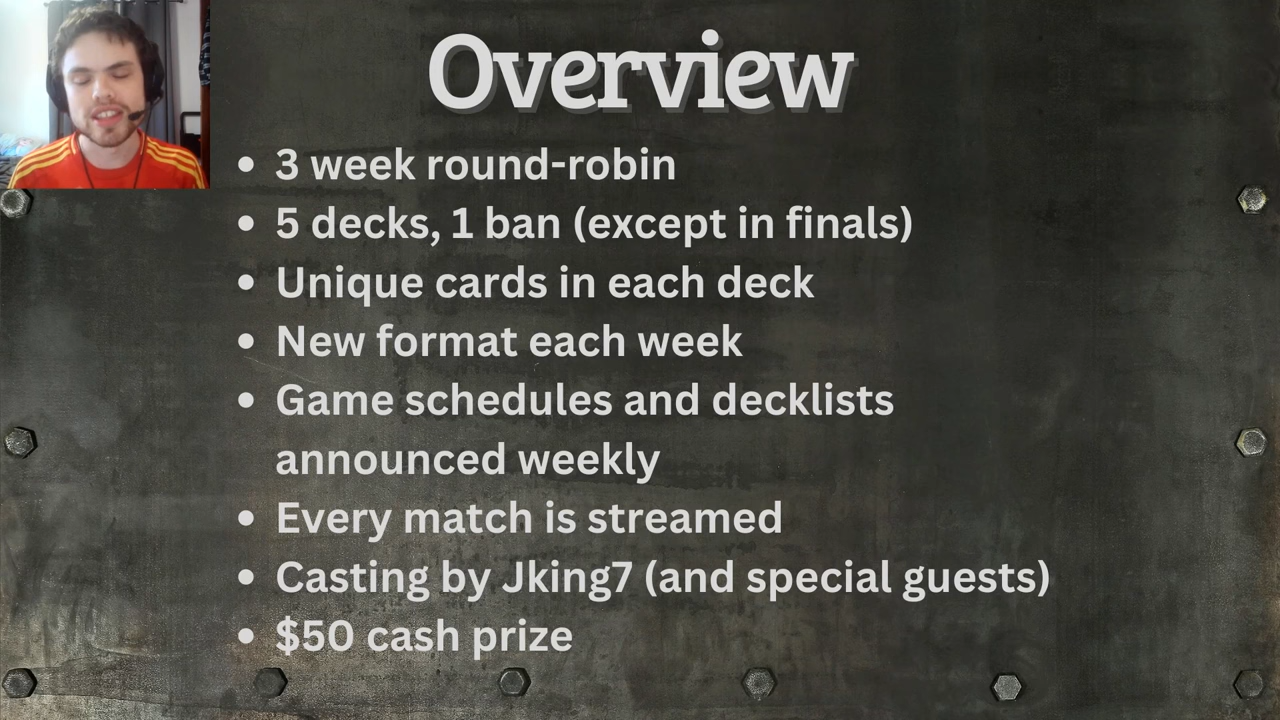 Overview
• 3 week round-robin
• 5 decks, 1 ban (except in finals)
• Unique cards in each deck
• New format each week
• Game schedules and decklists
announced weekly
• Every match is streamed
• Casting by Jking7 (and special guests)
• $50 cash prize